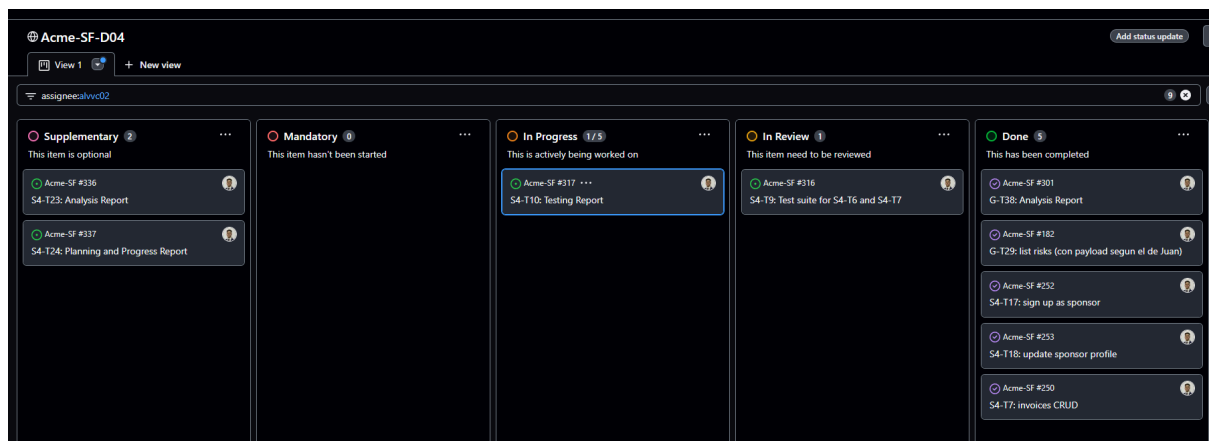 Acme-SF-D04
Add status update
View 1
+ New view
assignee:alvvc02
9
Supplementary 2
This item is optional
Acme-SF #336
S4-T23: Analysis Report
Acme-SF #337
S4-T24: Planning and Progress Report
Mandatory 0
This item hasn't been started
In Progress 1/5
This is actively being worked on
Acme-SF #317
S4-T10: Testing Report
In Review 1
This item need to be reviewed
Acme-SF #316
S4-T9: Test suite for S4-T6 and S4-T7
Done 5
This has been completed
Acme-SF #301
G-T38: Analysis Report
Acme-SF #182
G-T29: list risks (con payload segun el de Juan)
Acme-SF #252
S4-T17: sign up as sponsor
Acme-SF #253
S4-T18: update sponsor profile
Acme-SF #250
S4-T7: invoices CRUD